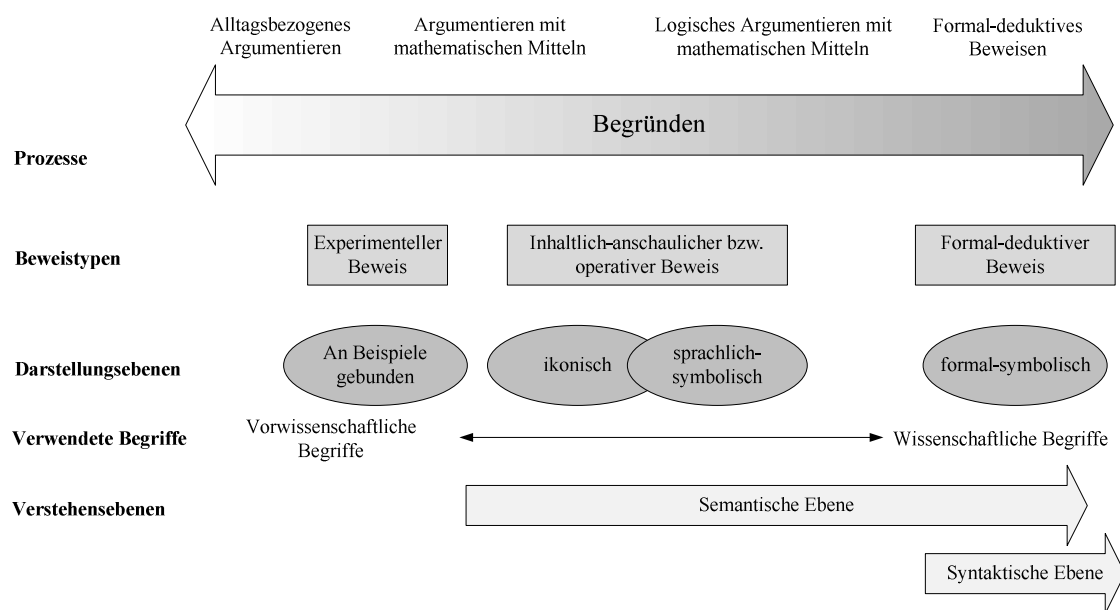 Alltagsbezogenes
Argumentieren
Argumentieren mit
mathematischen Mitteln
Logisches Argumentieren mit
mathematischen Mitteln
Formal-deduktives
Beweisen
Begründen
Prozesse
Beweistypen
Experimenteller
Beweis
Inhaltlich-anschaulicher bzw.
operativer Beweis
Formal-deduktiver
Beweis
Darstellungsebenen
An Beispiele
gebunden
ikonisch
sprachlich-
symbolisch
formal-symbolisch
Verwendete Begriffe
Vorwissenschaftliche
Begriffe
Wissenschaftliche Begriffe
Verstehensebenen
Semantische Ebene
Syntaktische Ebene